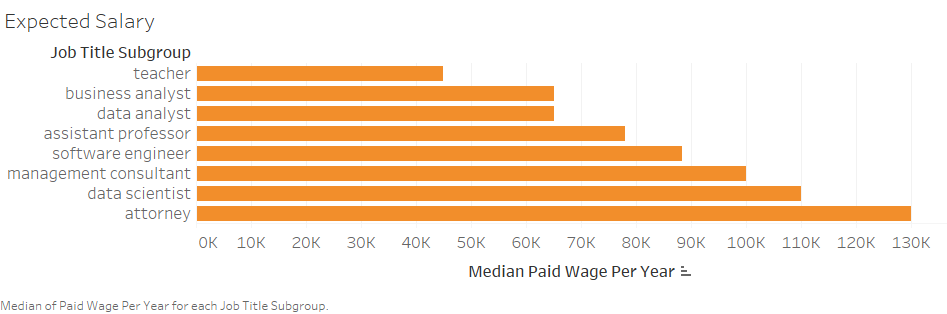 Expected Salary
Job Title Subgroup
teacher
business analyst
data analyst
assistant professor
software engineer
management consultant
data scientist
attorney
0K 10K 20K 30K 40K 50K 60K 70K 80K 90K 100K 110K 120K 130K
Median Paid Wage Per Year
Median of Paid Wage Per Year for each Job Title Subgroup.